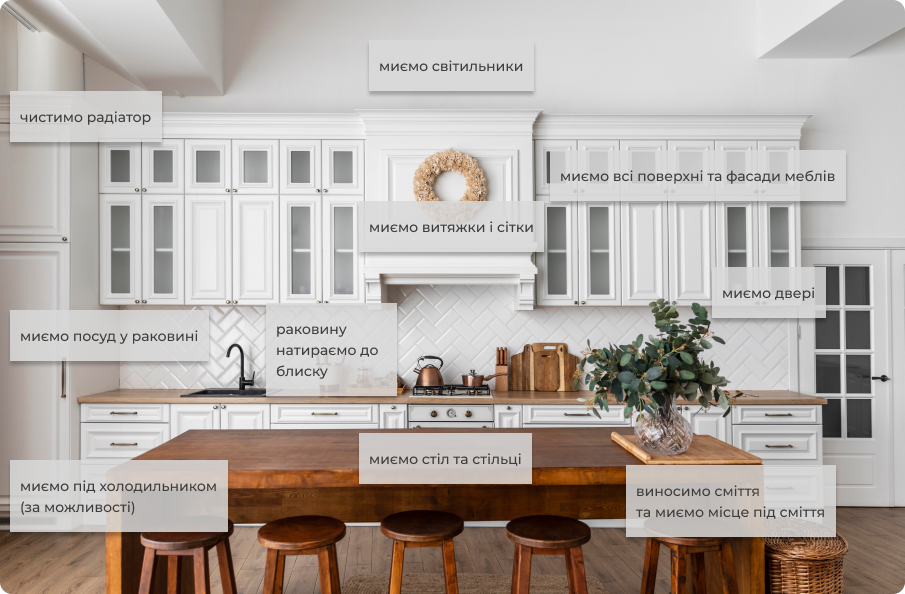 миємо світильники
чистимо радіатор
миємо всі поверхні та фасади меблів
миємо витяжки і сітки
миємо двері
миємо посуд у раковині
раковину
натираємо до
блиску
миємо стіл та стільці
миємо під холодильником
(за можливості)
виносимо сміття
та миємо місце під сміття